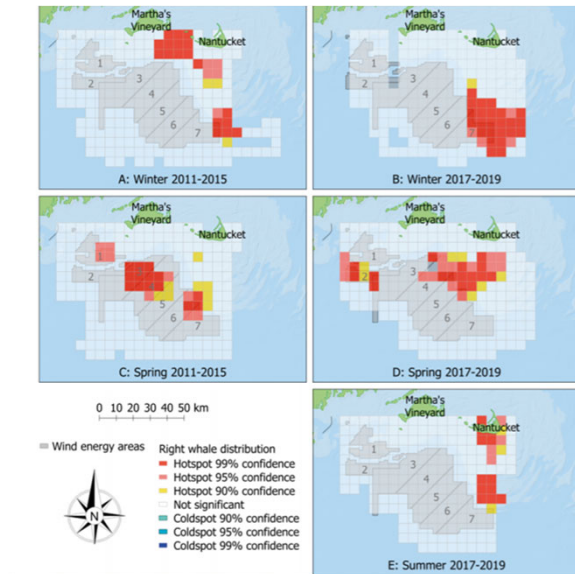 Martha's
Vineyard
Nantucket
1
2
3
4
5
6
7
A: Winter 2011-2015
Martha's
Vineyard
Nantucket
1
2
3
4
5
6
B: Winter 2017-2019
Martha's
Vineyard
Nantucket
2
5
6
7
C: Spring 2011-2015
Martha's
Vineyard
Nantucket
1
3
4
5
6
7
D: Spring 2017-2019
0 10 20 30 40 50 km
Wind energy areas
N
Right whale distribution
Hotspot 99% confidence
Hotspot 95% confidence
Hotspot 90% confidence
Not significant
Coldspot 90% confidence
Coldspot 95% confidence
Coldspot 99% confidence
Martha's
Vineyard
Nantucket
1
2
3
4
5
6
7
E: Summer 2017-2019